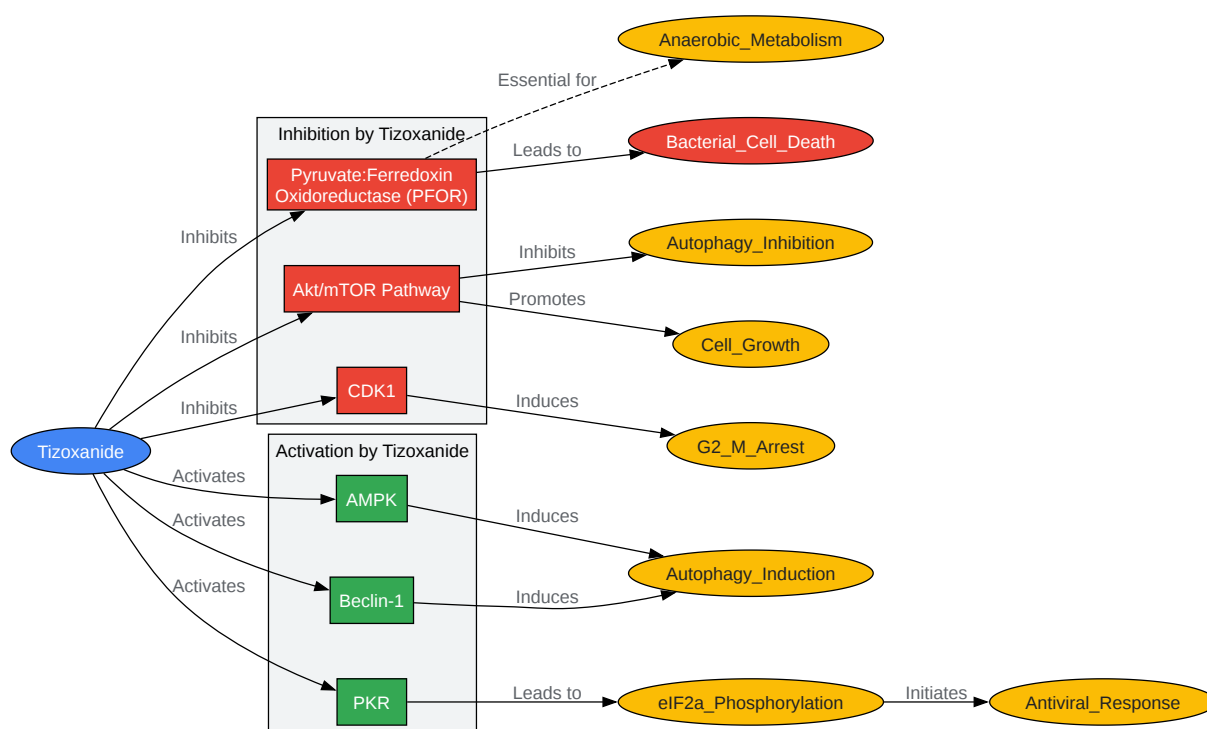 Anaerobic_Metabolism
Essential for
Inhibition by Tizoxanide
Pyruvate:Ferredoxin
Oxidoreductase (PFOR)
Leads to
Bacterial_Cell_Death
Inhibits
Akt/mTOR Pathway
Inhibits
Autophagy_Inhibition
Promotes
Cell_Growth
Inhibits
CDK1
Induces
G2_M_Arrest
Inhibits
Tizoxanide
Activation by Tizoxanide
Activates
AMPK
Induces
Autophagy_Induction
Activates
Beclin-1
Induces
Activates
PKR
Leads to
eIF2a_Phosphorylation
Initiates
Antiviral_Response